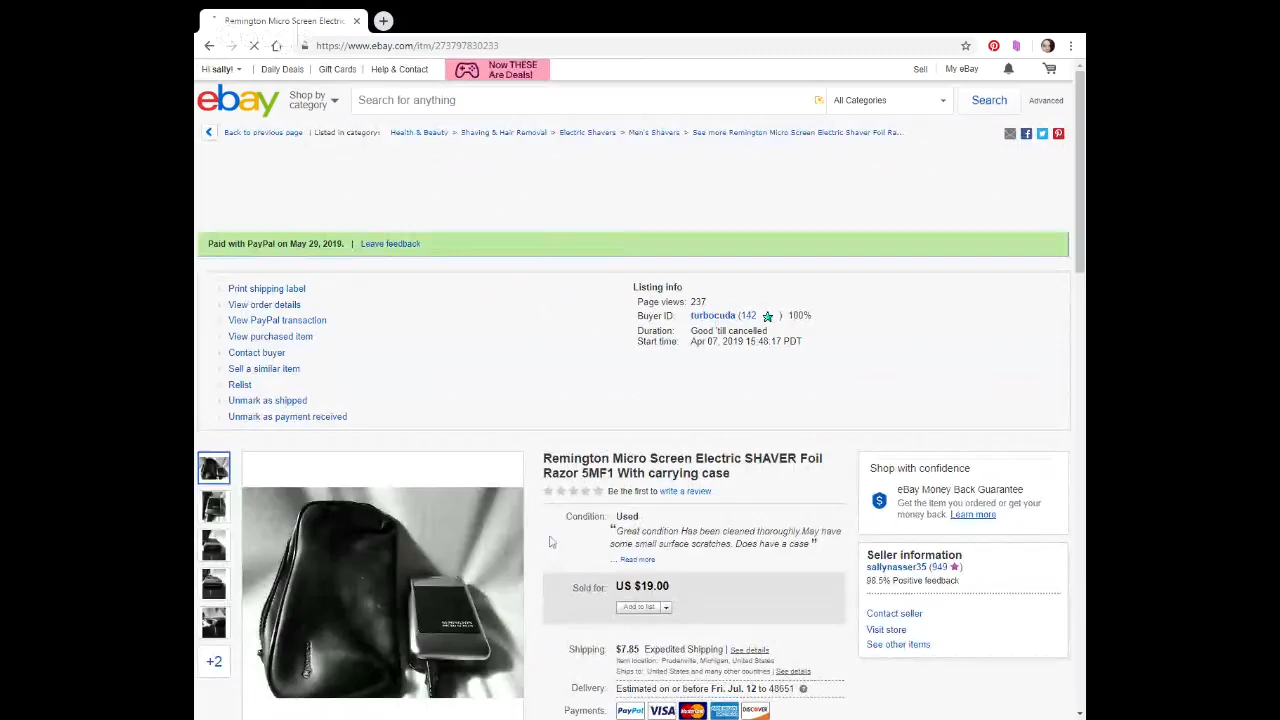 Remington Micro Screen Electric
https://www.ebay.com/itm/273797830233
Hi sally! | Daily Deals | Gift Cards | Help & Contact
Now THESE
Are Deals!
Sell My eBay
ebay
Shop by
category
Search for anything
All Categories
Search
Advanced
Back to previous page | Listed in category: Health & Beauty > Shaving & Hair Removal > Electric Shavers > Men's Shavers > See more Remington Micro Screen Electric Shaver Foil Ra...
Paid with PayPal on May 29, 2019. | Leave feedback
Print shipping label
View order details
View PayPal transaction
View purchased item
Contact buyer
Sell a similar item
Relist
Unmark as shipped
Unmark as payment received
Listing info
Page views: 237
Buyer ID: turbocuda (142 ) 100%
Duration: Good 'till cancelled
Start time: Apr 07, 2019 15:48:17 PDT
+2
Remington Micro Screen Electric SHAVER Foil
Razor 5MF1 With carrying case
Be the first to write a review
Condition: Used
"Great condition Has been cleaned thoroughly.May have
some small surface scratches. Does have a case"
... Read more
Sold for: US $19.00
Add to list
Shipping: $7.85 Expedited Shipping | See details
Item location: Prudenville, Michigan, United States
Ships to: United States and many other countries | See details
Delivery: Estimated on or before Fri. Jul. 12 to 48651
Payments: PayPal VISA MasterCard DISCOVER
Shop with confidence
eBay Money Back Guarantee
Get the item you ordered or get your
money back. Learn more
Seller information
sallynasser35 (949 )
98.5% Positive feedback
Contact seller
Visit store
See other items